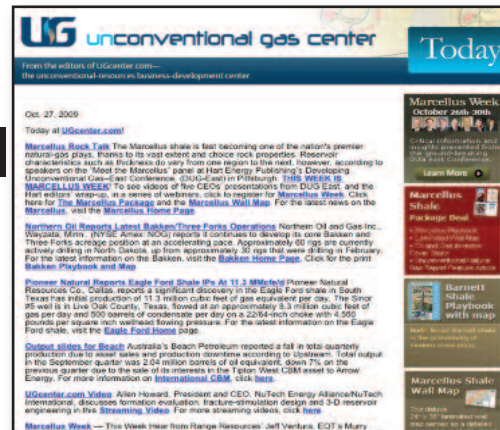 UG unconventional gas center
Today
From the editors of UGcenter.com—
the unconventional-resources business-development center
Oct. 27, 2009
Today at UGcenter.com!
Marcellus Rock Talk The Marcellus shale is fast becoming one of the nation's premier
natural-gas plays, thanks to its vast extent and choice rock properties. Reservoir
characteristics such as thickness do vary from one region to the next, however, according to
speakers on the 'Meet the Marcellus' panel at Hart Energy Publishing's Developing
Unconventional Gas–East Conference, (DUG–East) in Pittsburgh. THIS WEEK IS
MARCELLUS WEEK! To see videos of five CEOs' presentations from DUG East, and the
Hart editors' wrap-up, in a series of webinars, click to register for Marcellus Week. Click
here for The Marcellus Package and the Marcellus Wall Map. For the latest news on the
Marcellus, visit the Marcellus Home Page.
Northern Oil Reports Latest Bakken/Three Forks Operations Northern Oil and Gas Inc.,
Wayzata, Minn. (NYSE Amex: NOG) reports it continues to develop its core Bakken and
Three Forks acreage position at an accelerating pace. Approximately 60 rigs are currently
actively drilling in North Dakota, up from approximately 30 rigs that were drilling in February.
For the latest information on the Bakken, visit the Bakken Home Page. Click for the print
Bakken Playbook and Map.
Pioneer Natural Reports Eagle Ford Shale IPs At 11.3 MMcfe/d Pioneer Natural
Resources Co., Dallas, reports a significant discovery in the Eagle Ford shale in South
Texas has initial production of 11.3 million cubic feet of gas equivalent per day. The Sinor
#5 well is in Live Oak County, Texas, flowed at an approximately 8.3 million cubic feet of
gas per day and 500 barrels of condensate per day on a 22/64-inch choke with 4,550
pounds per square inch wellhead flowing pressure. For the latest information on the Eagle
Ford shale, visit the Eagle Ford Home page.
Output slides for Beach Australia's Beach Petroleum reported a fall in total quarterly
production due to asset sales and production downtime according to Upstream. Total output
in the September quarter was 2.04 million barrels of oil equivalent, down 7% on the
previous quarter due to the sale of its interests in the Tipton West CBM asset to Arrow
Energy. For more information on International CBM, click here.
UGcenter.com Video: Allen Howard, President and CEO, NuTech Energy Alliance/NuTech
International, discusses formation evaluation, fracture-stimulation design and 3-D reservoir
engineering in this Streaming Video. For more streaming videos, click here.
Marcellus Week — This Week Hear from Range Resources' Jeff Ventura, EQT's Murry
Marcellus Week
October 26th-30th
Critical information and
insights presented from
the ground-breaking
DUG East Conference.
Learn More
Marcellus
Shale
Package Deal
Barnett
Shale
Playbook
with map
Marcellus Shale
Wall Map